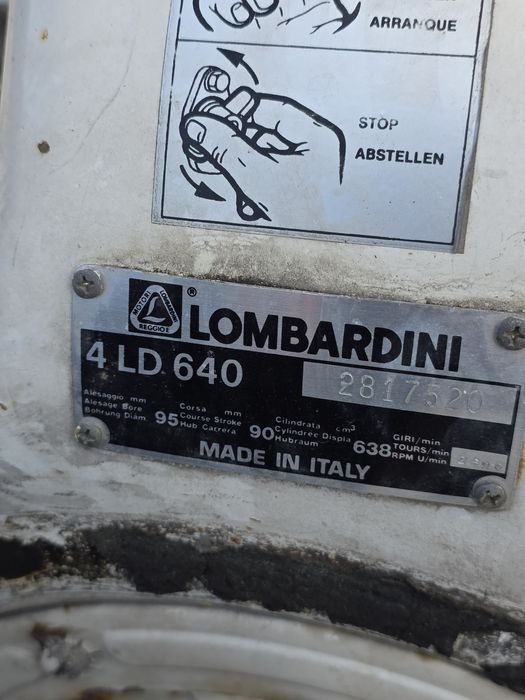 ARRANQUE
STOP
ABSTELLEN
MOTORI LOMBARDINI
REGGIO E
® LOMBARDINI
4 LD 640 2817520
Alesaggio mm
Alesage Bore
Bohrung Diam 95
Corsa mm
Course Stroke
Hub Carrera 90
Cilindrata cm³
Cylindree Displa
Hubraum 638
GIRI/min
TOURS/min
RPM U/min
MADE IN ITALY